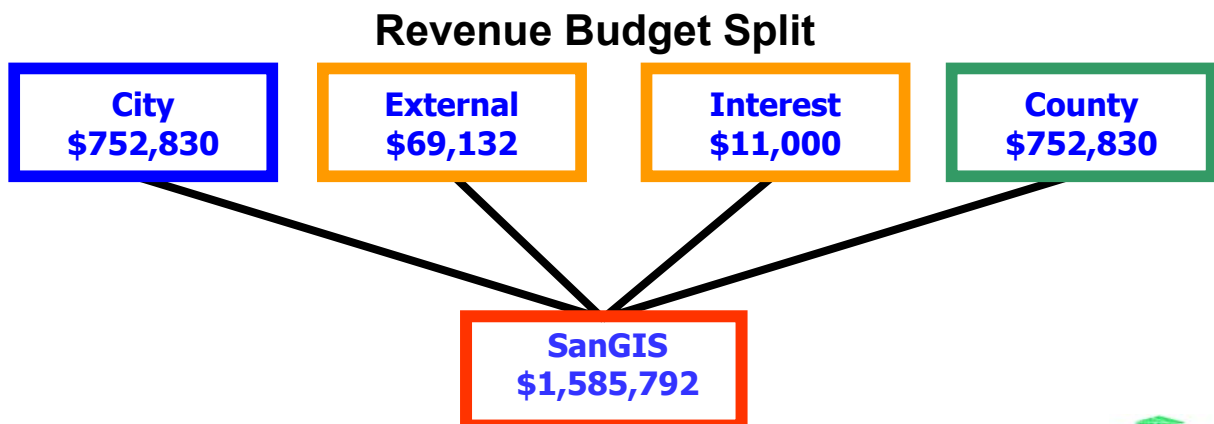 Revenue Budget Split
City
$752,830
External
$69,132
Interest
$11,000
County
$752,830
SanGIS
$1,585,792